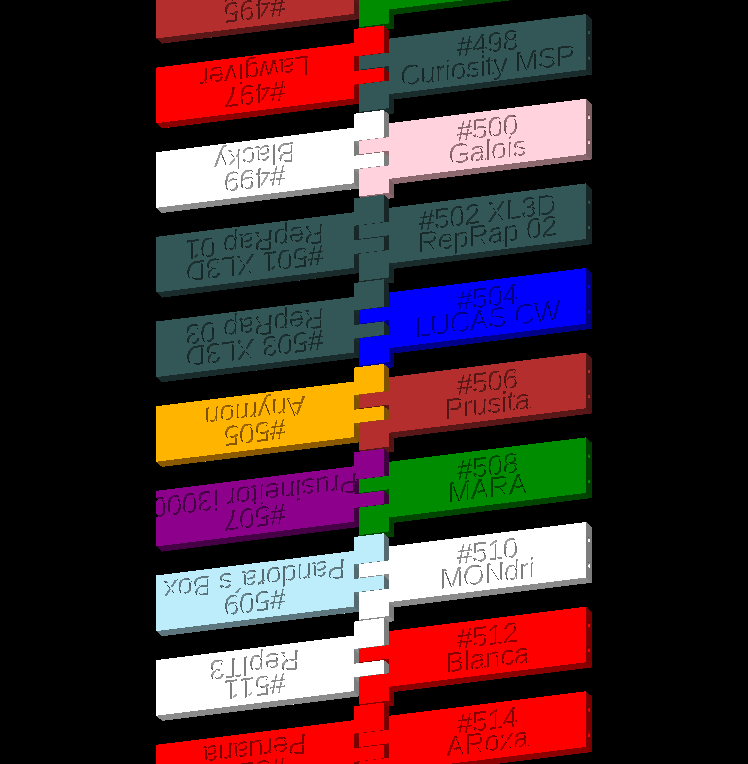 #495
#498
Curiosity MSP
#497
Lawgiver
#500
Galois
#499
Blacky
#502 XL3D
RepRap 02
#501 XL3D
RepRap 01
#504
LUCAS CW
#503 XL3D
RepRap 03
#506
Prusita
#505
Anymon
#508
MARA
#507
Prusineitor i3000
#510
MONdri
#509
Pandora s Box
#512
Blanca
#511
RepIT3
#514
ARoxa
Peruaria